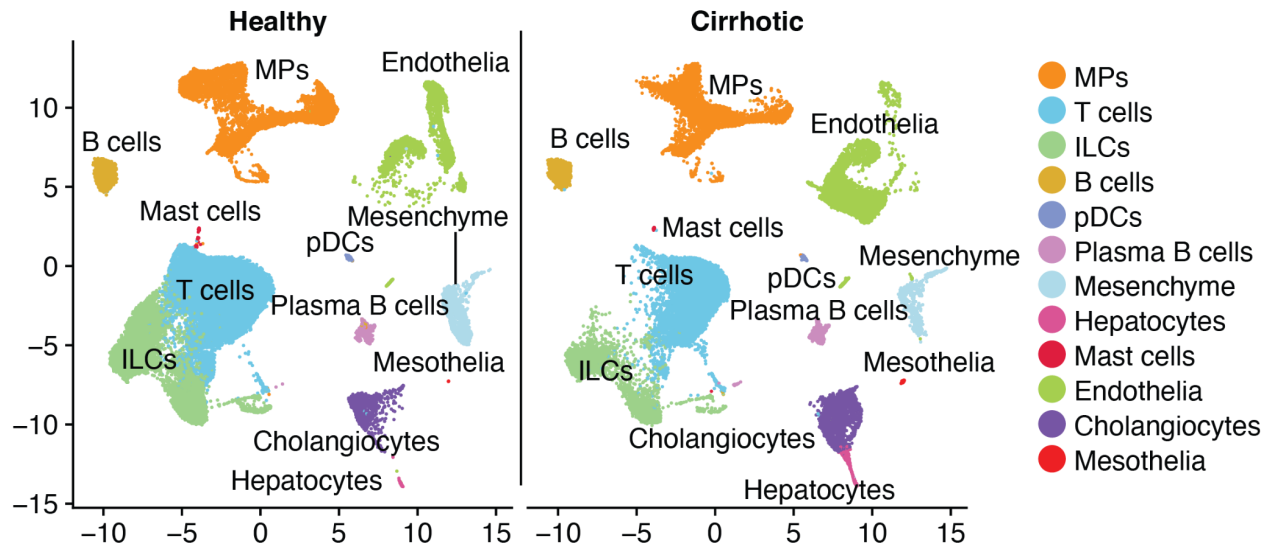 Healthy
Cirrhotic
MPs
Endothelia
B cells
Mast cells
Mesenchyme
pDCs
T cells
Plasma B cells
ILCs
Mesothelia
Cholangiocytes
Hepatocytes
10
5
0
−5
−10
−15
−10
−5
0
5
10
15
MPs
Endothelia
B cells
Mast cells
T cells
pDCs
Mesenchyme
Plasma B cells
ILCs
Mesothelia
Cholangiocytes
Hepatocytes
−10
−5
0
5
10
15
MPs
T cells
ILCs
B cells
pDCs
Plasma B cells
Mesenchyme
Hepatocytes
Mast cells
Endothelia
Cholangiocytes
Mesothelia